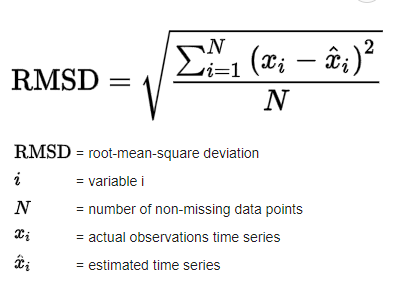 RMSD = √(∑_{i=1}^{N} (x_i − x̂_i)² / N)
RMSD = root-mean-square deviation
i = variable i
N = number of non-missing data points
x_i = actual observations time series
x̂_i = estimated time series